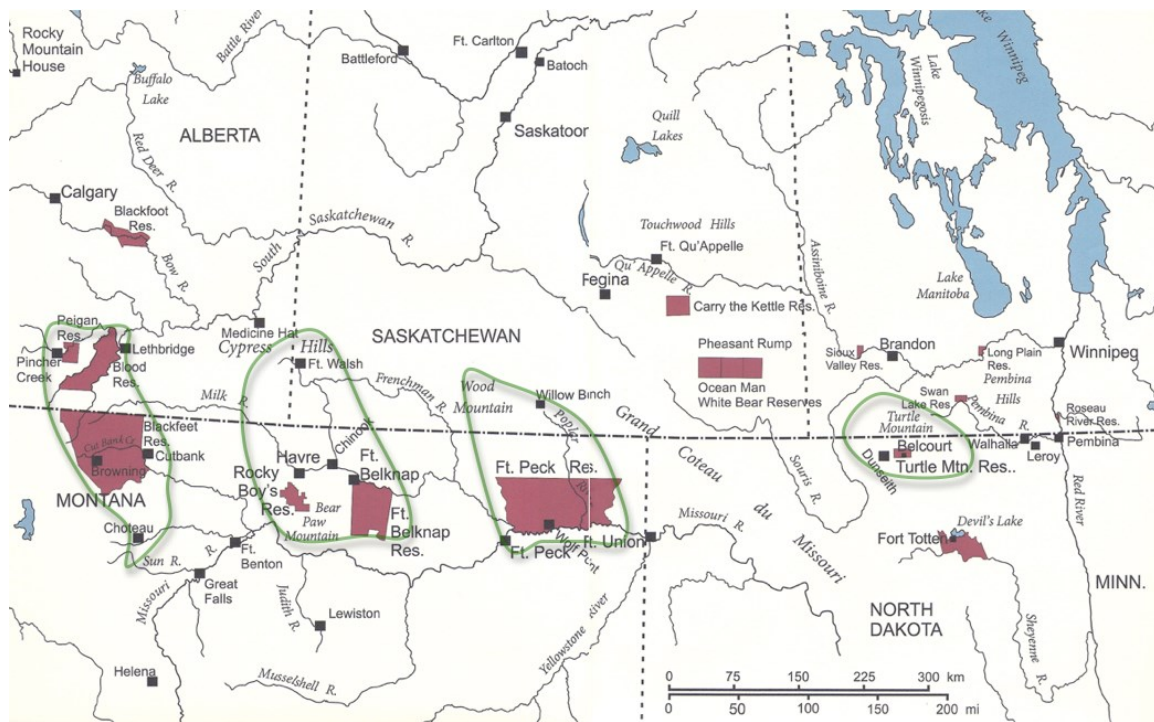 Rocky
Mountain
House
Battle River
Buffalo
Lake
Battleford
Ft. Carlton
Batoch
Saskatoor
ALBERTA
Red Deer R.
Quill
Lakes
Lake
Winnipegosis
Lake
Winnipeg
Calgary
Blackfoot
Res.
Bow R.
South Saskatchewan R.
Touchwood Hills
Ft. Qu'Appelle
Qu' Appelle R.
Fegina
Carry the Kettle Res.
Assiniboine R.
Lake
Manitoba
Peigan
Res.
Pincher
Creek
Lethbridge
Blood
Res.
Medicine Hat
Cypress Hills
Ft. Walsh
SASKATCHEWAN
Frenchman R.
Wood
Mountain
Willow Binch
Poplar
Riv
Pheasant Rump
Ocean Man
White Bear Reserves
Sioux
Valley Res.
Brandon
Long Plain
Res.
Pembina
Hills
Winnipeg
Swan
Lake Res.
Pembina R.
Roseau
River Res.
Milk R.
Blackfeet
Res.
Cut Bank Cr.
Cutbank
Browning
MONTANA
Choteau
Sun R.
Havre
Chinook
Rocky
Boy's
Res.
Ft.
Belknap
Bear
Paw
Mountain
Ft.
Belknap
Res.
Ft. Peck Res.
Ft. Peck
Wolf Point
ft. Union
Grand
Coteau
du
Missouri
Missouri R.
Souris R.
Turtle
Mountain
Belcourt
Dunseith
Turtle Mtn. Res..
Walhalla
Leroy
Pembina
Red River
Devil's Lake
Fort Totten
MINN.
NORTH
DAKOTA
Sheyenne R.
Ft.
Benton
Great
Falls
Missouri R.
Judith R.
Lewiston
Helena
Musselshell R.
Yellowstone River
0 75 150 225 300 km
0 50 100 150 200 mi